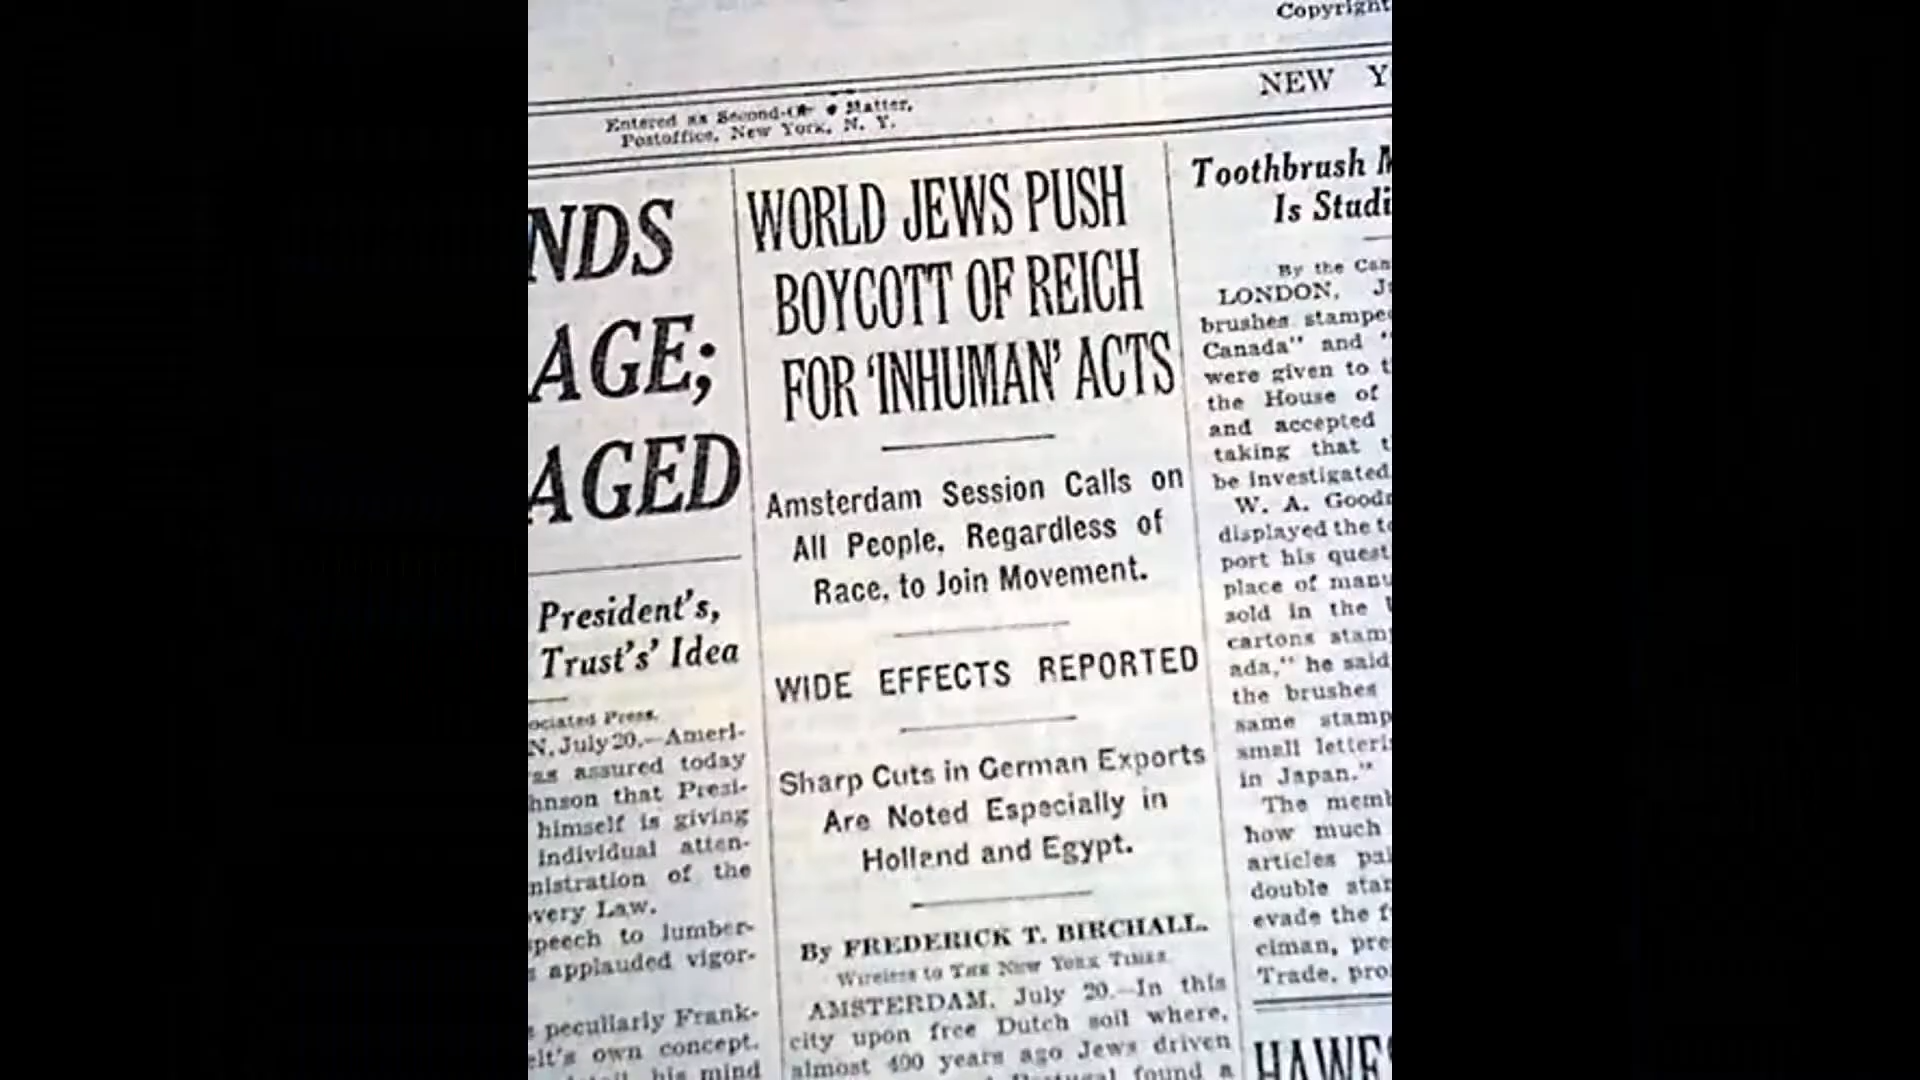 Copyright
NEW Y
Entered as Second-Cl Matter,
Postoffice, New York, N. Y.
NDS
AGE;
AGED
President's,
Trust's' Idea
ociated Press.
N, July 20.—Ameri-
as assured today
hnson that Presi-
himself is giving
individual atten-
nistration of the
very Law.
speech to lumber-
applauded vigor-
peculiarly Frank-
elt's own concept.
his mind
WORLD JEWS PUSH
BOYCOTT OF REICH
FOR 'INHUMAN' ACTS
Amsterdam Session Calls on
All People, Regardless of
Race, to Join Movement.
WIDE EFFECTS REPORTED
Sharp Cuts in German Exports
Are Noted Especially in
Holland and Egypt.
By FREDERICK T. BIRCHALL.
Wireless to THE NEW YORK TIMES.
AMSTERDAM, July 20.—In this
city upon free Dutch soil where,
almost 400 years ago Jews driven
Portugal found a
Toothbrush M
Is Studi
By the Can
LONDON, J
brushes stampe
Canada" and "
were given to t
the House of
and accepted
taking that t
be investigated
W. A. Good
displayed the to
port his quest
place of manu
sold in the
cartons stam
ada," he said
the brushes
same stamp
small letteri
in Japan."
The memb
how much
articles pa
double sta
evade the f
ciman, pre
Trade, pro
HAWE